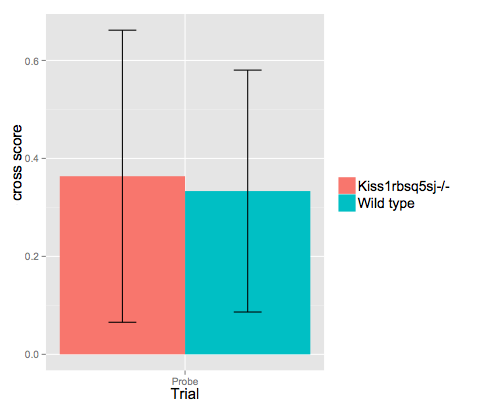 cross score
0.6
0.4
0.2
0.0
Probe
Trial
Kiss1rbsq5sj-/-
Wild type